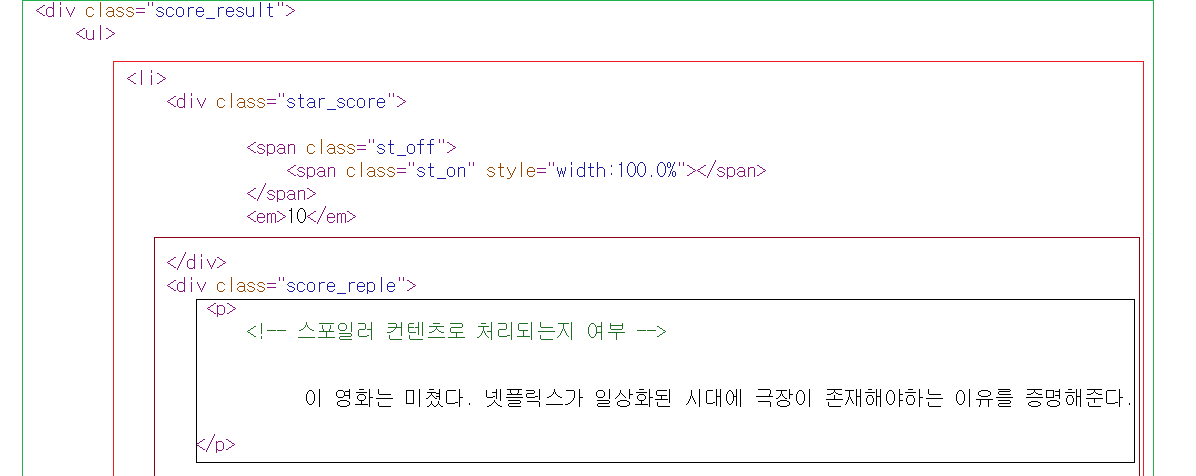 <div class="score_result">
<ul>
<li>
<div class="star_score">
<span class="st_off">
<span class="st_on" style="width:100.0%"></span>
</span>
<em>10</em>
</div>
<div class="score_reple">
<p>
<!-- 스포일러 컨텐츠로 처리되는지 여부 -->
이 영화는 미쳤다. 넷플릭스가 일상화된 시대에 극장이 존재해야하는 이유를 증명해준다.
</p>